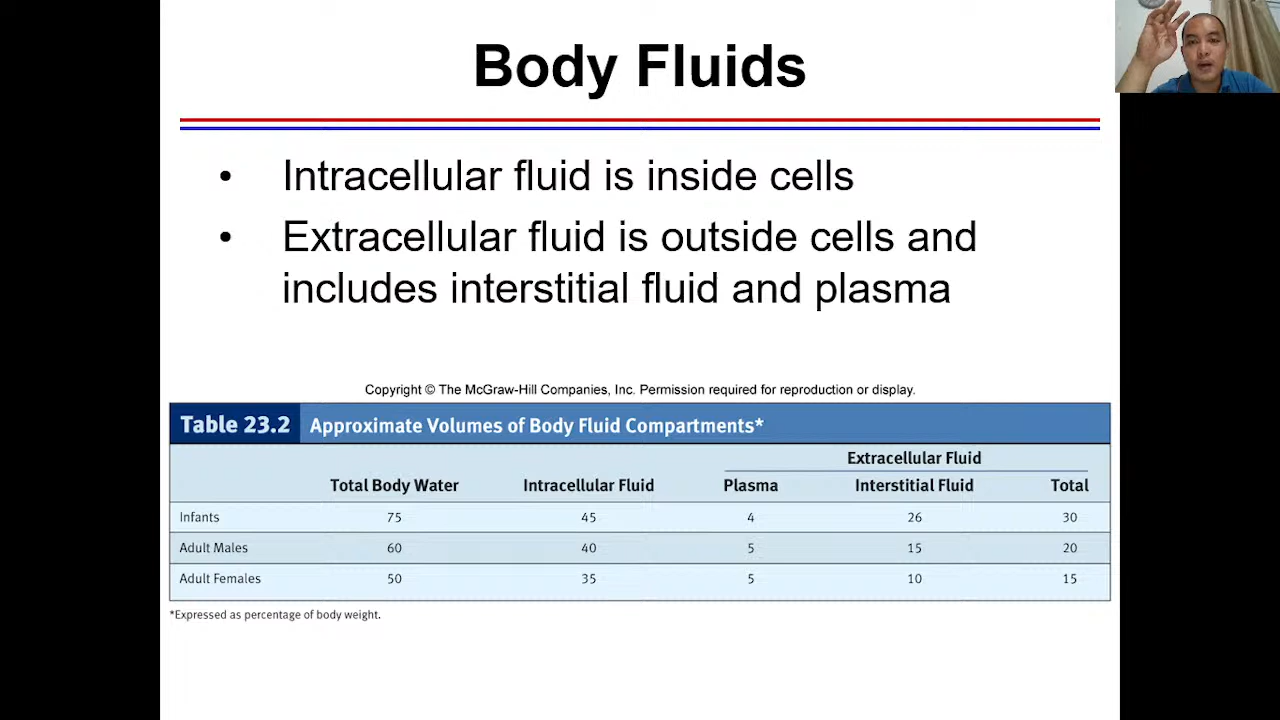 Body Fluids
• Intracellular fluid is inside cells
• Extracellular fluid is outside cells and
includes interstitial fluid and plasma
Copyright © The McGraw-Hill Companies, Inc. Permission required for reproduction or display.
Table 23.2 Approximate Volumes of Body Fluid Compartments*
Extracellular Fluid
Total Body Water Intracellular Fluid Plasma Interstitial Fluid Total
Infants 75 45 4 26 30
Adult Males 60 40 5 15 20
Adult Females 50 35 5 10 15
*Expressed as percentage of body weight.